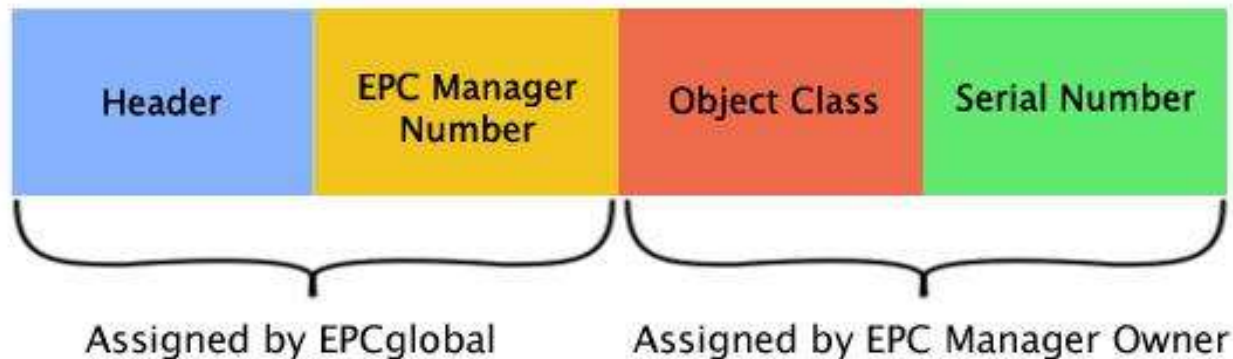 Header
EPC Manager
Number
Object Class
Serial Number
Assigned by EPCglobal
Assigned by EPC Manager Owner